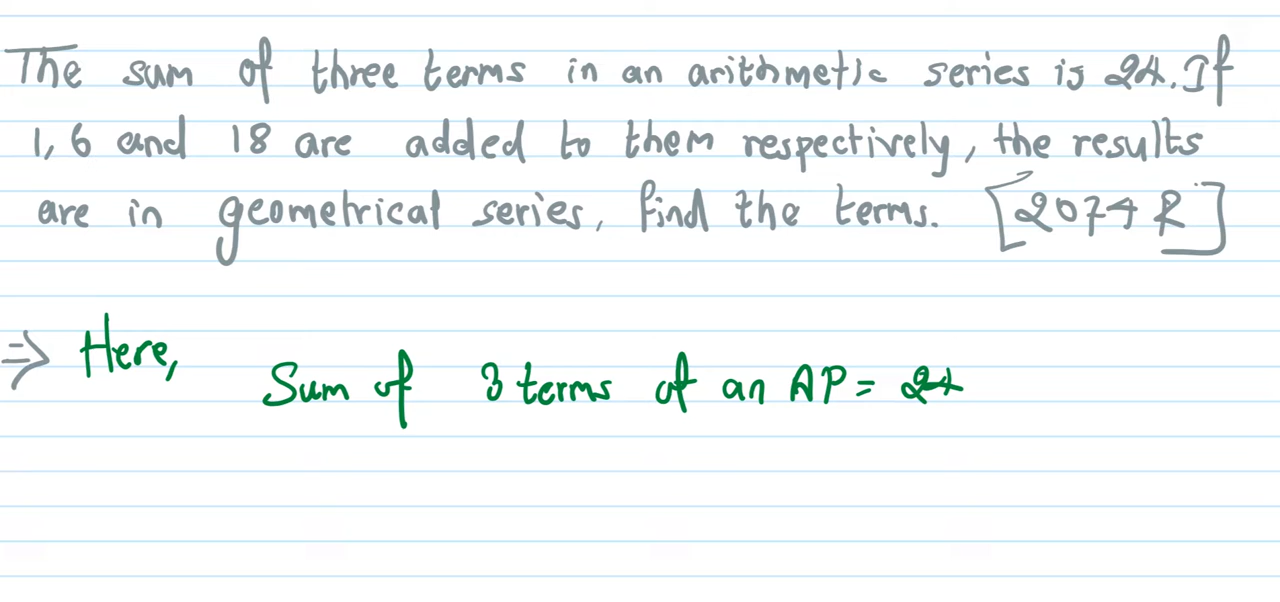 The sum of three terms in an arithmetic series is 24. If
1, 6 and 18 are added to them respectively, the results
are in geometrical series, find the terms. [2074 R]
⇒ Here,
Sum of 3 terms of an AP = 24